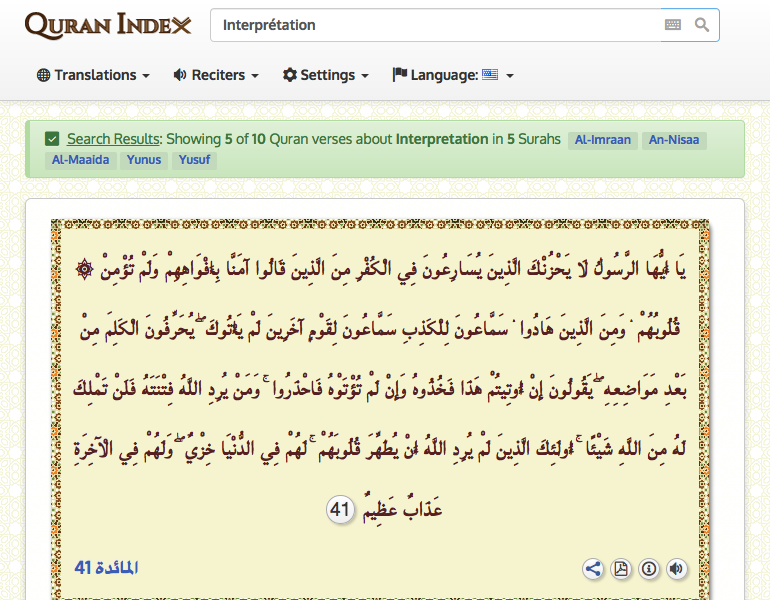 QURAN INDEX
Interprétation
Translations Reciters Settings Language:
Search Results: Showing 5 of 10 Quran verses about Interpretation in 5 Surahs Al-Imraan An-Nisaa
Al-Maaida Yunus Yusuf
يَا أَيُّهَا الرَّسُولُ لَا يَحْزُنْكَ الَّذِينَ يُسَارِعُونَ فِي الْكُفْرِ مِنَ الَّذِينَ قَالُوا آمَنَّا بِأَفْوَاهِهِمْ وَلَمْ تُؤْمِنْ ۞
قُلُوبُهُمْ ۛ وَمِنَ الَّذِينَ هَادُوا ۛ سَمَّاعُونَ لِلْكَذِبِ سَمَّاعُونَ لِقَوْمٍ آخَرِينَ لَمْ يَأْتُوكَ ۖ يُحَرِّفُونَ الْكَلِمَ مِنْ
بَعْدِ مَوَاضِعِهِ ۖ يَقُولُونَ إِنْ أُوتِيتُمْ هَٰذَا فَخُذُوهُ وَإِنْ لَمْ تُؤْتَوْهُ فَاحْذَرُوا ۚ وَمَنْ يُرِدِ اللَّهُ فِتْنَتَهُ فَلَنْ تَمْلِكَ
لَهُ مِنَ اللَّهِ شَيْئًا ۚ أُولَٰئِكَ الَّذِينَ لَمْ يُرِدِ اللَّهُ أَنْ يُطَهِّرَ قُلُوبَهُمْ ۚ لَهُمْ فِي الدُّنْيَا خِزْيٌ ۖ وَلَهُمْ فِي الْآخِرَةِ
عَذَابٌ عَظِيمٌ 41
المائدة 41